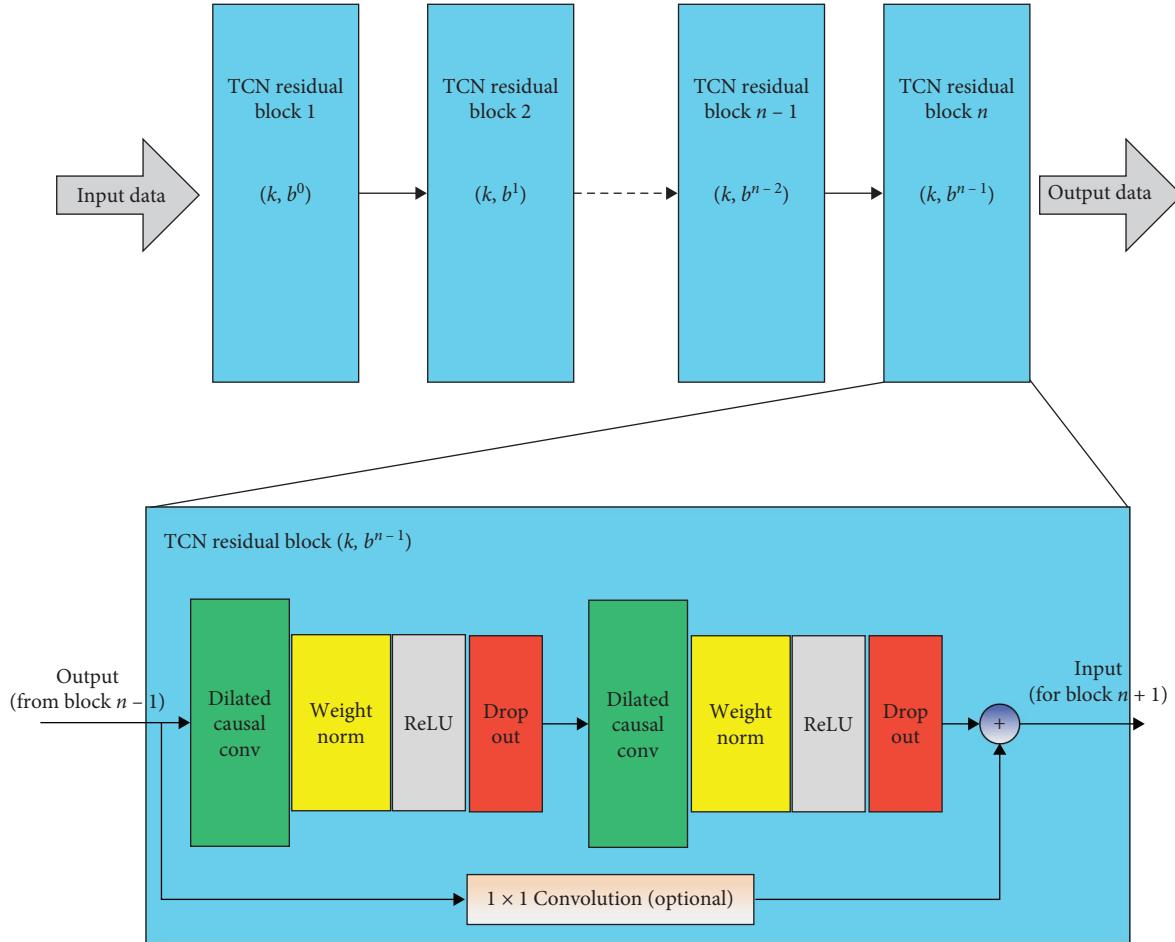 Input data
TCN residual
block 1
(k, b⁰)
TCN residual
block 2
(k, b¹)
TCN residual
block n – 1
(k, bⁿ⁻²)
TCN residual
block n
(k, bⁿ⁻¹)
Output data
TCN residual block (k, bⁿ⁻¹)
Output
(from block n – 1)
Dilated
causal
conv
Weight
norm
ReLU
Drop
out
Dilated
causal
conv
Weight
norm
ReLU
Drop
out
+
Input
(for block n + 1)
1 × 1 Convolution (optional)